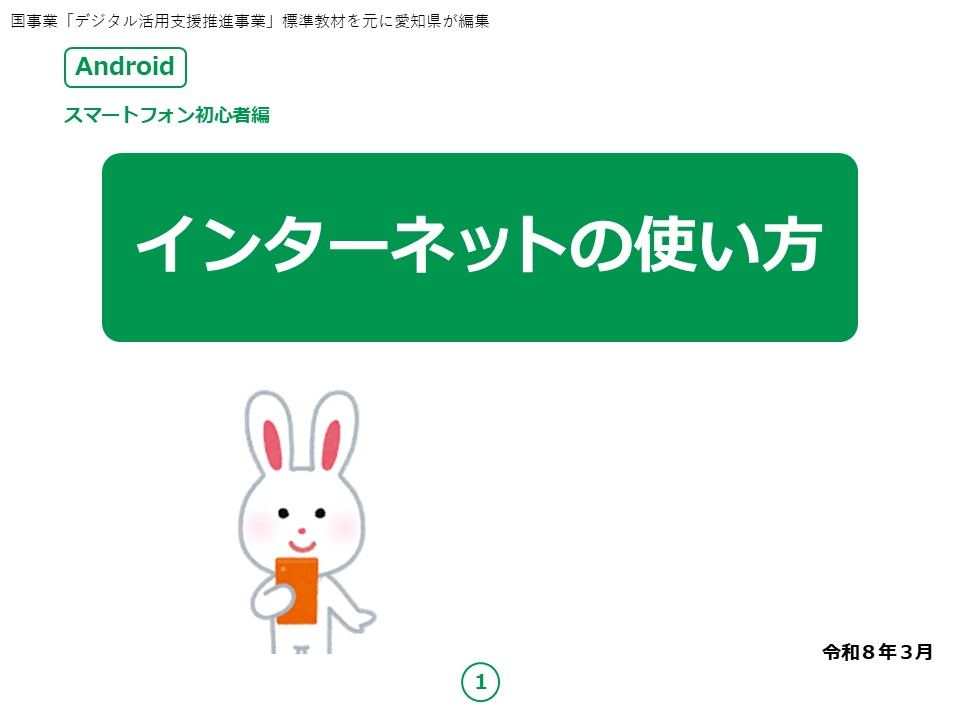 国事業「デジタル活用支援推進事業」標準教材を元に愛知県が編集
Android
スマートフォン初心者編
インターネットの使い方
令和８年３月
1